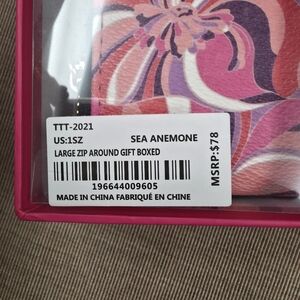 TTT-2021
US:1SZ SEA ANEMONE
LARGE ZIP AROUND GIFT BOXED
196644009605
MADE IN CHINA FABRIQUÉ EN CHINE
MSRP:$78